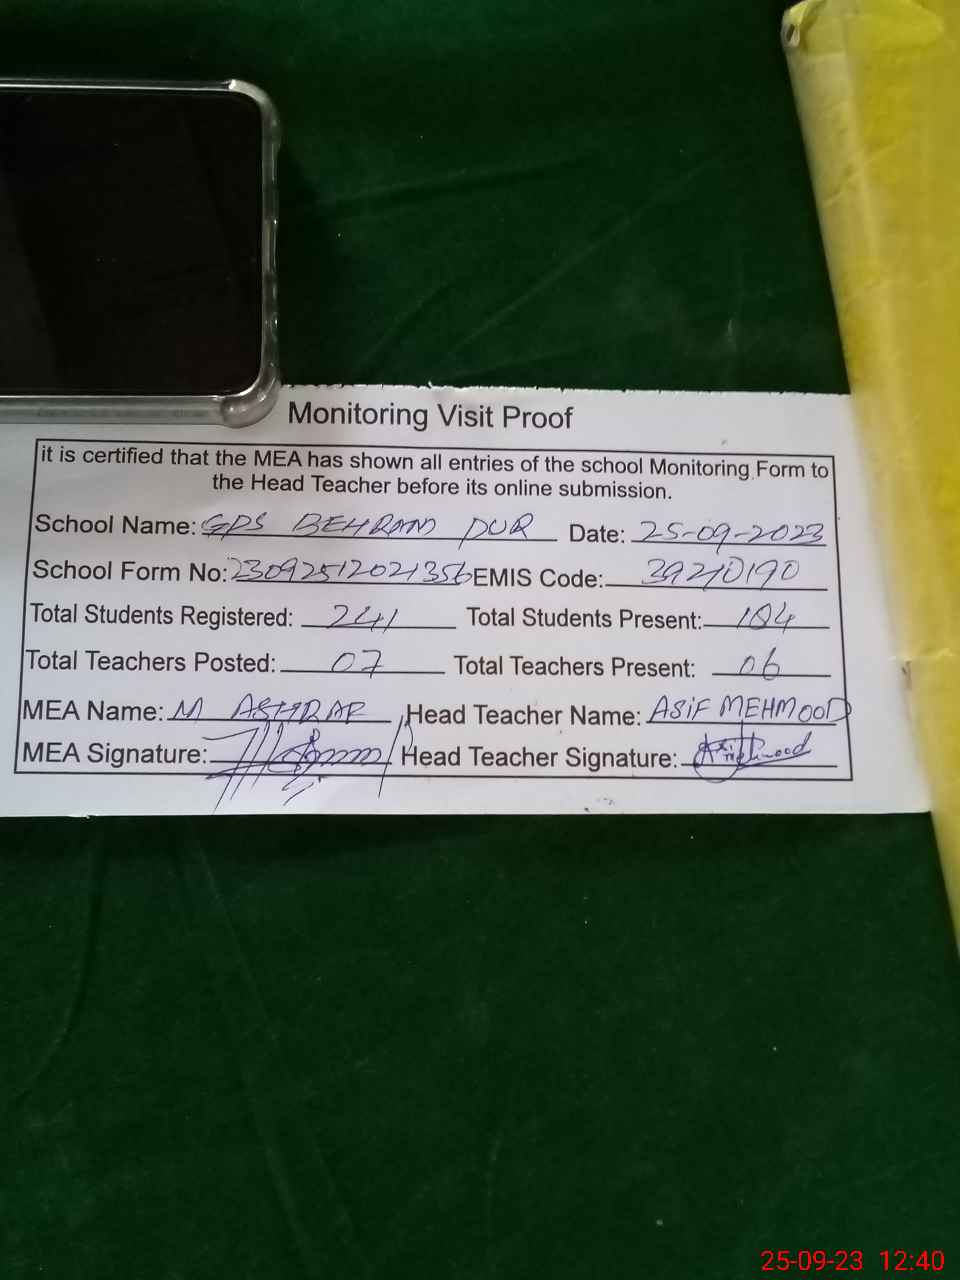 Monitoring Visit Proof
it is certified that the MEA has shown all entries of the school Monitoring Form to
the Head Teacher before its online submission.
School Name: GPS BEHRAM PUR Date: 25-09-2023
School Form No: 23092512021356 EMIS Code: 39210190
Total Students Registered: 241 Total Students Present: 184
Total Teachers Posted: 07 Total Teachers Present: 06
MEA Name: M ASHRAF Head Teacher Name: ASiF MEHMOOD
MEA Signature: Head Teacher Signature:
25-09-23 12:40